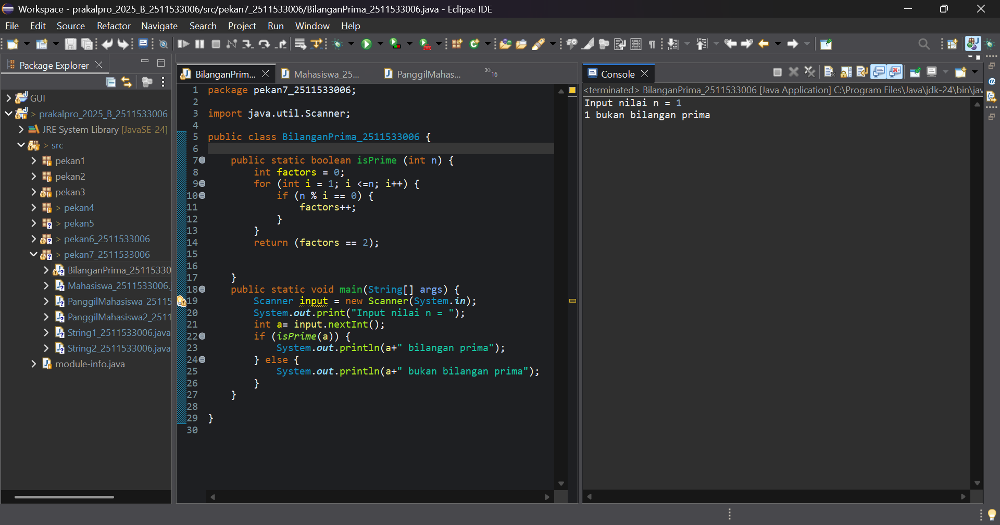 Workspace - prakalpro_2025_B_2511533006/src/pekan7_2511533006/BilanganPrima_2511533006.java - Eclipse IDE
File Edit Source Refactor Navigate Search Project Run Window Help
Package Explorer
GUI
> prakalpro_2025_B_2511533006
JRE System Library [JavaSE-24]
> src
pekan1
pekan2
pekan3
> pekan4
> pekan5
> pekan6_2511533006
> pekan7_2511533006
BilanganPrima_25115330
Mahasiswa_2511533006.j
PanggilMahasiswa_25115
PanggilMahasiswa2_2511
String1_2511533006.java
String2_2511533006.java
module-info.java
BilanganPrim... Mahasiswa_25... PanggilMahas... »16
1 package pekan7_2511533006;
2
3 import java.util.Scanner;
4
5 public class BilanganPrima_2511533006 {
6
7 public static boolean isPrime (int n) {
8 int factors = 0;
9 for (int i = 1; i <=n; i++) {
10 if (n % i == 0) {
11 factors++;
12 }
13 }
14 return (factors == 2);
15
16
17 }
18 public static void main(String[] args) {
19 Scanner input = new Scanner(System.in);
20 System.out.print("Input nilai n = ");
21 int a= input.nextInt();
22 if (isPrime(a)) {
23 System.out.println(a+" bilangan prima");
24 } else {
25 System.out.println(a+" bukan bilangan prima");
26 }
27 }
28
29 }
30
Console
<terminated> BilanganPrima_2511533006 [Java Application] C:\Program Files\Java\jdk-24\bin\jav
Input nilai n = 1
1 bukan bilangan prima